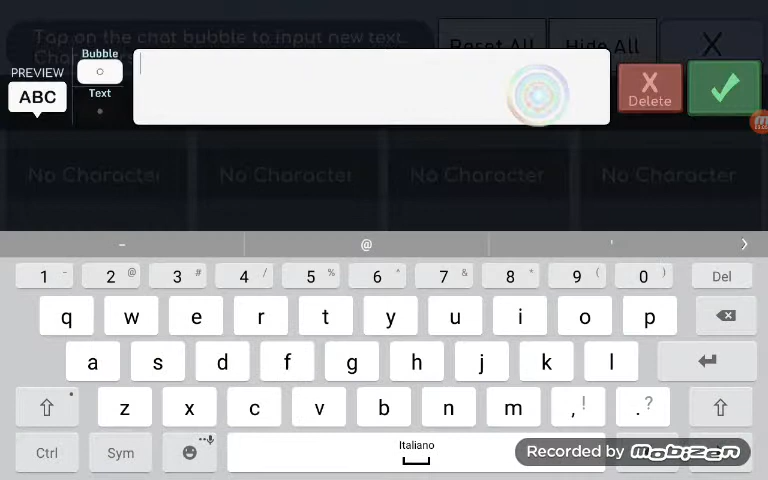 Tap on the chat bubble to input new text.
Reset All
Hide All
X
Bubble
PREVIEW
ABC
Text
X
Delete
No Character
No Character
No Character
No Character
- @ ' >
1 - 2 @ 3 # 4 / 5 % 6 ^ 7 & 8 * 9 ( 0 ) Del
q w e r t y u i o p
a s d f g h j k l
z x c v b n m , ! . ?
Ctrl Sym Italiano
Recorded by mobizen